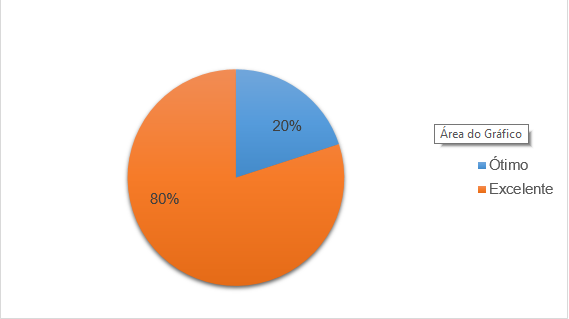 20%
80%
Área do Gráfico
Ótimo
Excelente